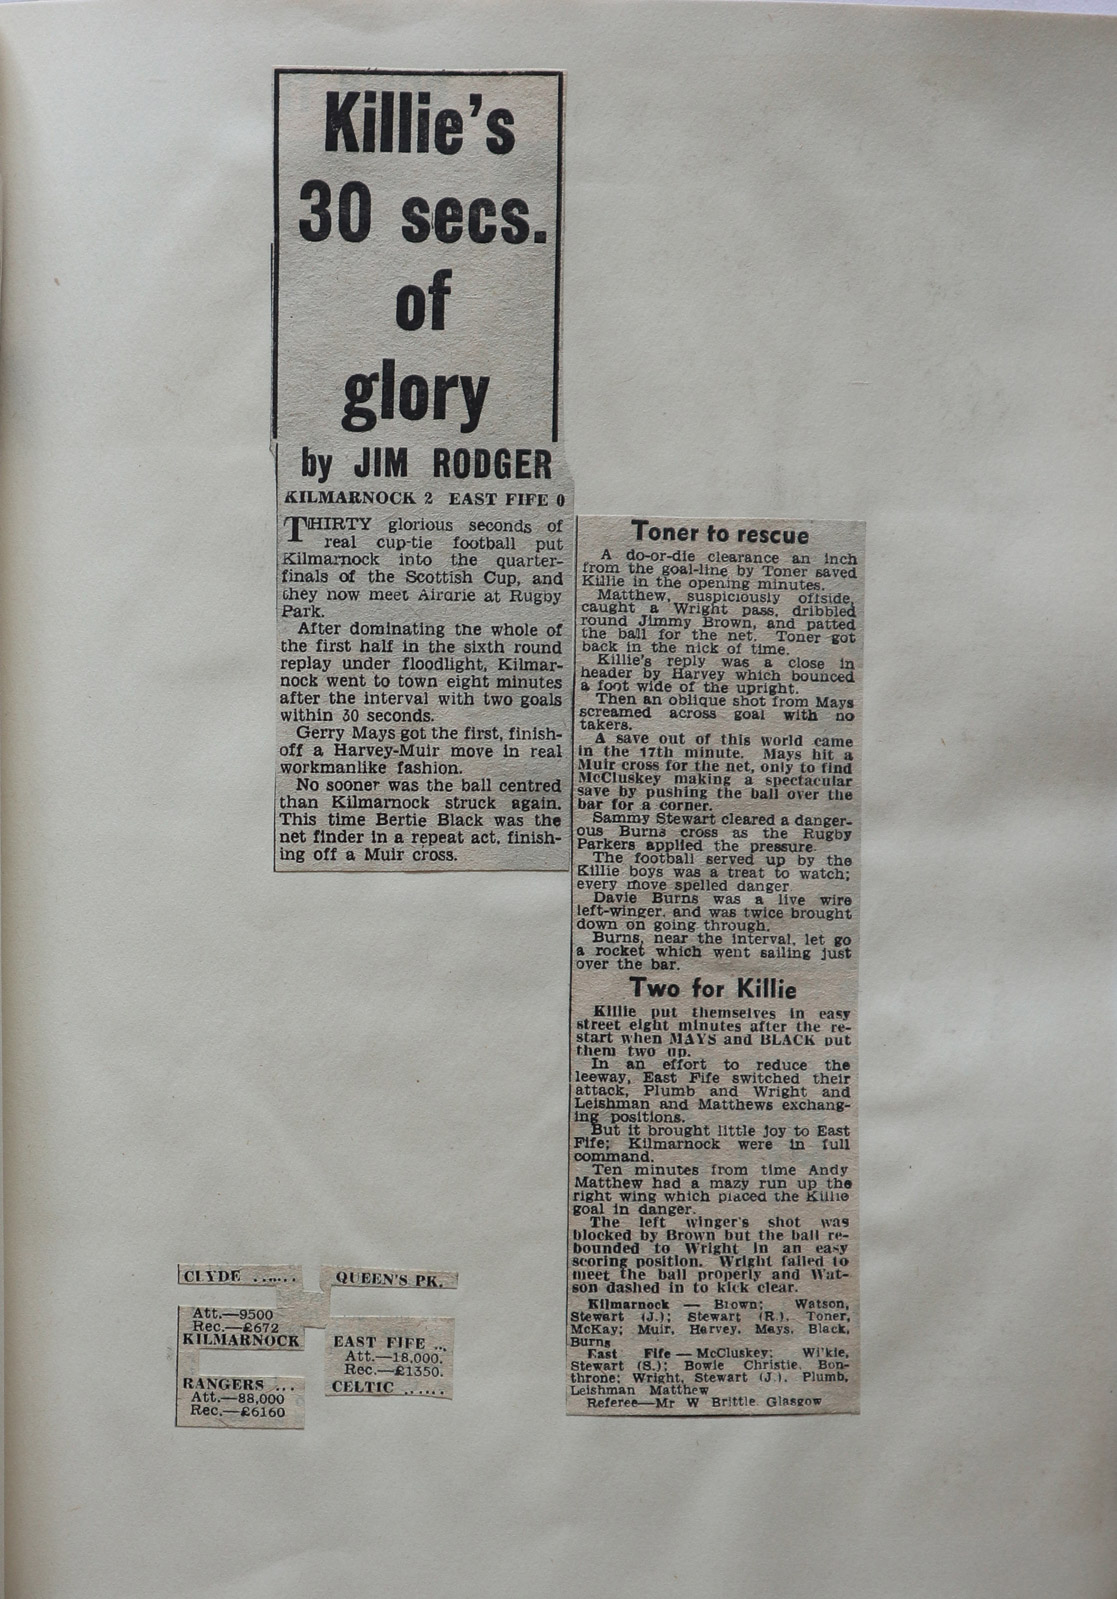 Killie's
30 secs.
of
glory
by JIM RODGER
KILMARNOCK 2 EAST FIFE 0
THIRTY glorious seconds of
real cup-tie football put
Kilmarnock into the quarter-
finals of the Scottish Cup, and
they now meet Airdrie at Rugby
Park.
After dominating the whole of
the first half in the sixth round
replay under floodlight, Kilmar-
nock went to town eight minutes
after the interval with two goals
within 30 seconds.
Gerry Mays got the first, finish-
off a Harvey-Muir move in real
workmanlike fashion.
No sooner was the ball centred
than Kilmarnock struck again.
This time Bertie Black was the
net finder in a repeat act, finish-
ing off a Muir cross.
Toner to rescue
A do-or-die clearance an inch
from the goal-line by Toner saved
Killie in the opening minutes.
Matthew, suspiciously offside,
caught a Wright pass, dribbled
round Jimmy Brown, and patted
the ball for the net. Toner got
back in the nick of time.
Killie's reply was a close in
header by Harvey which bounced
a foot wide of the upright.
Then an oblique shot from Mays
screamed across goal with no
takers.
A save out of this world came
in the 17th minute. Mays hit a
Muir cross for the net, only to find
McCluskey making a spectacular
save by pushing the ball over the
bar for a corner.
Sammy Stewart cleared a danger-
ous Burns cross as the Rugby
Parkers applied the pressure.
The football served up by the
Killie boys was a treat to watch;
every move spelled danger.
Davie Burns was a live wire
left-winger, and was twice brought
down on going through.
Burns, near the interval, let go
a rocket which went sailing just
over the bar.
Two for Killie
Killie put themselves in easy
street eight minutes after the re-
start when MAYS and BLACK put
them two up.
In an effort to reduce the
leeway, East Fife switched their
attack, Plumb and Wright and
Leishman and Matthews exchang-
ing positions.
But it brought little joy to East
Fife; Kilmarnock were in full
command.
Ten minutes from time Andy
Matthew had a mazy run up the
right wing which placed the Killie
goal in danger.
The left winger's shot was
blocked by Brown but the ball re-
bounded to Wright in an easy
scoring position. Wright failed to
meet the ball properly and Wat-
son dashed in to kick clear.
Kilmarnock — Brown; Watson,
Stewart (J.); Stewart (R.), Toner,
McKay; Muir, Harvey, Mays, Black,
Burns
East Fife — McCluskey; Wilkie,
Stewart (S.); Bowie Christie, Bon-
throne; Wright, Stewart (J.), Plumb,
Leishman Matthew
Referee—Mr W Brittle. Glasgow
CLYDE ...... QUEEN'S PK.
Att.—9500
Rec.—£672
KILMARNOCK EAST FIFE ...
Att.—18,000.
Rec.—£1350.
RANGERS ... CELTIC ......
Att.—88,000
Rec.—£6160